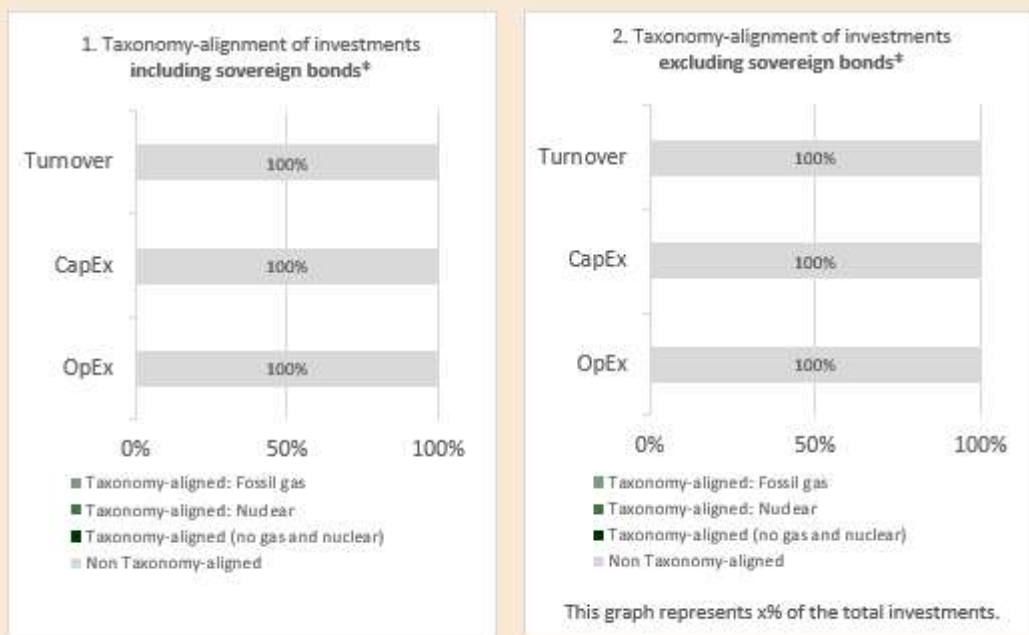 1. Taxonomy-alignment of investments
including sovereign bonds*
Turnover
100%
CapEx
100%
OpEx
100%
0% 50% 100%
Taxonomy-aligned: Fossil gas
Taxonomy-aligned: Nuclear
Taxonomy-aligned (no gas and nuclear)
Non Taxonomy-aligned
2. Taxonomy-alignment of investments
excluding sovereign bonds*
Turnover
100%
CapEx
100%
OpEx
100%
0% 50% 100%
Taxonomy-aligned: Fossil gas
Taxonomy-aligned: Nuclear
Taxonomy-aligned (no gas and nuclear)
Non Taxonomy-aligned
This graph represents x% of the total investments.